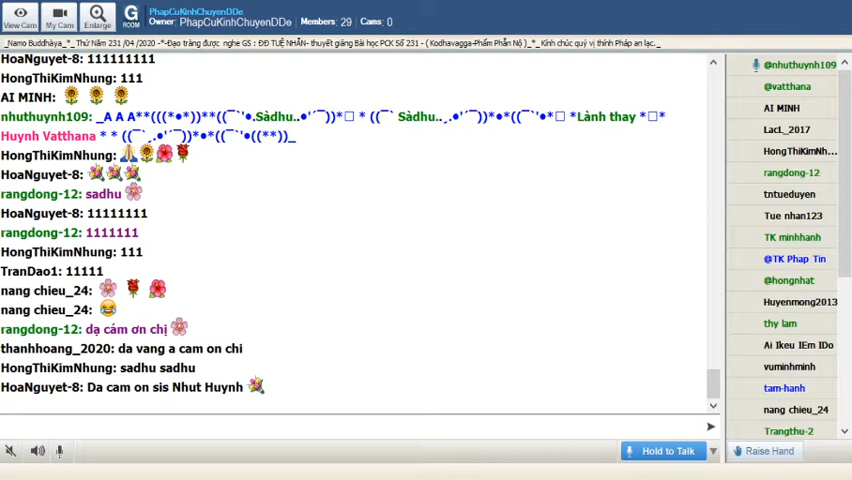 View Cam
My Cam
Enlarge
G
ROOM
PhapCuKinhChuyenDDe
Owner: PhapCuKinhChuyenDDe Members: 29 Cams: 0
_Namo Buddhàya_*_ Thứ Năm 231 /04 /2020 -*-Đạo tràng được nghe GS : ĐĐ TUỆ NHẪN- thuyết giảng Bài học PCK Số 231 - ( Kodhavagga-Phẩm Phẫn Nộ )_*_ Kính chúc quý vị thính Pháp an lạc._
HoaNguyet-8: 111111111
HongThiKimNhung: 111
AI MINH:
nhuthuynh109: _A A A**(((*•*))**((¯`'•.Sàdhu..•'´¯))*□ * ((¯` Sàdhu..¸.•'´¯))*•*((¯`'•*□ *Lành thay *□*
Huynh Vatthana * * ((¯`¸.•'´¯))*•*((¯`'•((**))_
HongThiKimNhung:
HoaNguyet-8:
rangdong-12: sadhu
HoaNguyet-8: 11111111
rangdong-12: 1111111
HongThiKimNhung: 111
TranDao1: 11111
nang chieu_24:
nang chieu_24:
rangdong-12: dạ cám ơn chị
thanhhoang_2020: da vang a cam on chi
HongThiKimNhung: sadhu sadhu
HoaNguyet-8: Da cam on sis Nhut Huynh
Hold to Talk
@nhuthuynh109
@vatthana
AI MINH
LacL_2017
HongThiKimNh...
rangdong-12
tntueduyen
Tue nhan123
TK minhhanh
@TK Phap Tin
@hongnhat
Huyenmong2013
thy lam
Ai Ikeu IEm IDo
vuminhminh
tam-hanh
nang chieu_24
Trangthu-2
Raise Hand